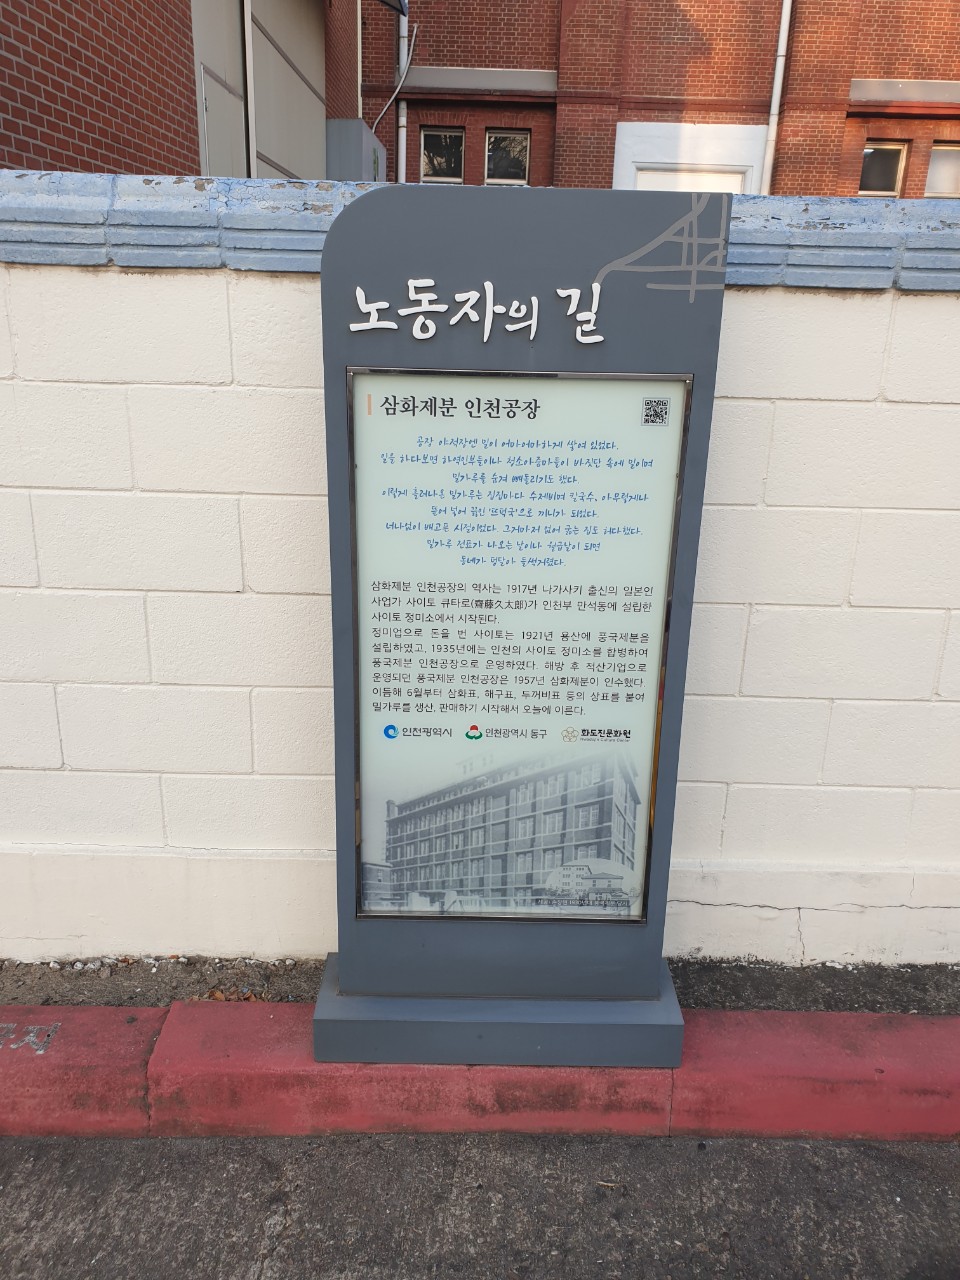 노동자의 길
삼화제분 인천공장
공장 야적장엔 밀이 어마어마하게 쌓여 있었다.
일을 하다보면 하역인부들이나 청소아줌마들이 바짓단 속에 밀이며
밀가루를 숨겨 빼돌리기도 했다.
이렇게 흘러나온 밀가루는 집집마다 수제비며 칼국수, 아무렇게나
뜯어 넣어 끓인 '뜨덕국'으로 끼니가 되었다.
너나없이 배고픈 시절이었다. 그거마저 없어 굶는 집도 허다했다.
밀가루 전표가 나오는 날이나 월급날이 되면
동네가 덩달아 들썩거렸다.
삼화제분 인천공장의 역사는 1917년 나가사키 출신의 일본인
사업가 사이토 큐타로(齋藤久太郞)가 인천부 만석동에 설립한
사이토 정미소에서 시작된다.
정미업으로 돈을 번 사이토는 1921년 용산에 풍국제분을
설립하였고, 1935년에는 인천의 사이토 정미소를 합병하여
풍국제분 인천공장으로 운영하였다. 해방 후 적산기업으로
운영되던 풍국제분 인천공장은 1957년 삼화제분이 인수했다.
이듬해 6월부터 삼화표, 해구표, 두꺼비표 등의 상표를 붙여
밀가루를 생산, 판매하기 시작해서 오늘에 이른다.
인천광역시 인천광역시 동구 화도진문화원